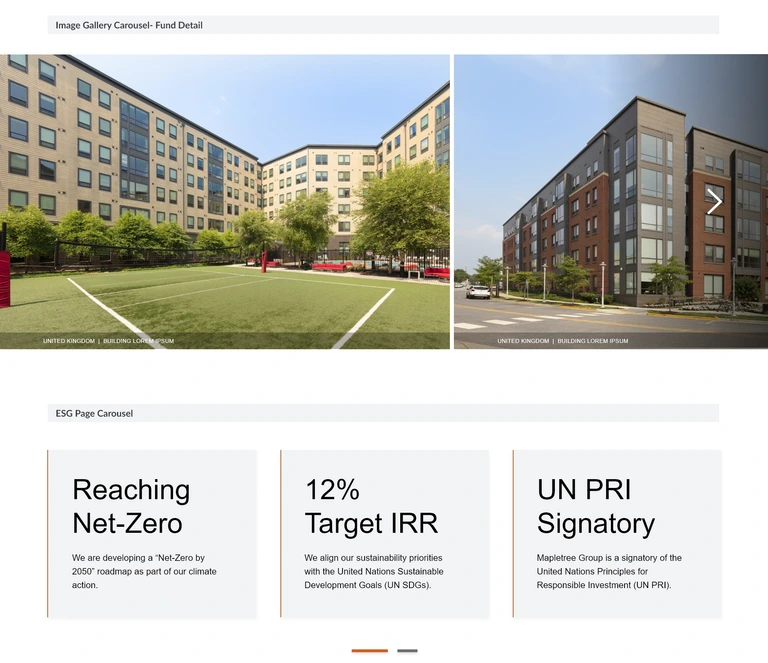 Image Gallery Carousel- Fund Detail
UNITED KINGDOM | BUILDING LOREM IPSUM
UNITED KINGDOM | BUILDING LOREM IPSUM
ESG Page Carousel
Reaching
Net-Zero
We are developing a “Net-Zero by
2050” roadmap as part of our climate
action.
12%
Target IRR
We align our sustainability priorities
with the United Nations Sustainable
Development Goals (UN SDGs).
UN PRI
Signatory
Mapletree Group is a signatory of the
United Nations Principles for
Responsible Investment (UN PRI).